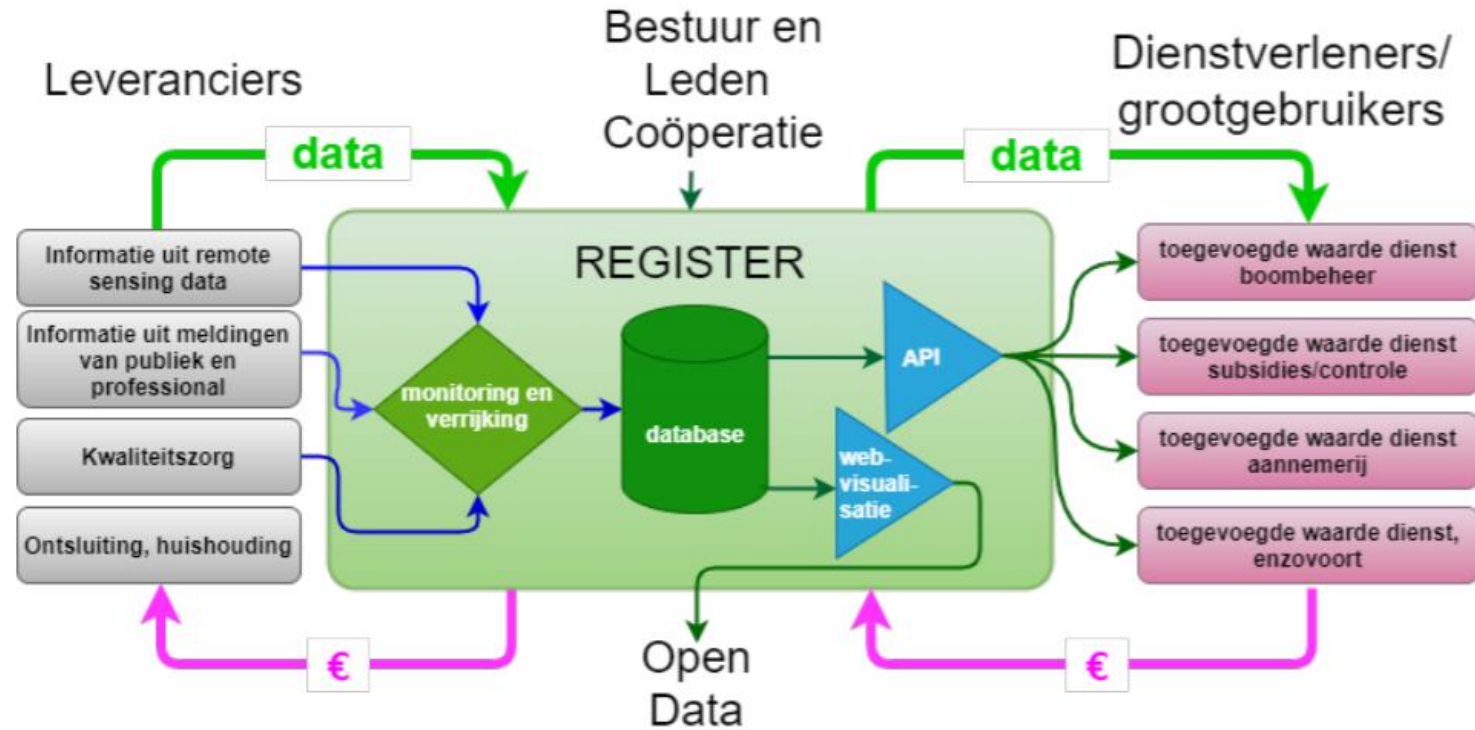 Leveranciers
Bestuur en
Leden
Coöperatie
Dienstverleners/
grootgebruikers
data
data
Informatie uit remote
sensing data
Informatie uit meldingen
van publiek en
professional
Kwaliteitszorg
Ontsluiting, huishouding
REGISTER
monitoring en
verrijking
database
API
web-
visuali-
satie
toegevoegde waarde dienst
boombeheer
toegevoegde waarde dienst
subsidies/controle
toegevoegde waarde dienst
aannemerij
toegevoegde waarde dienst,
enzovoort
€
€
Open
Data